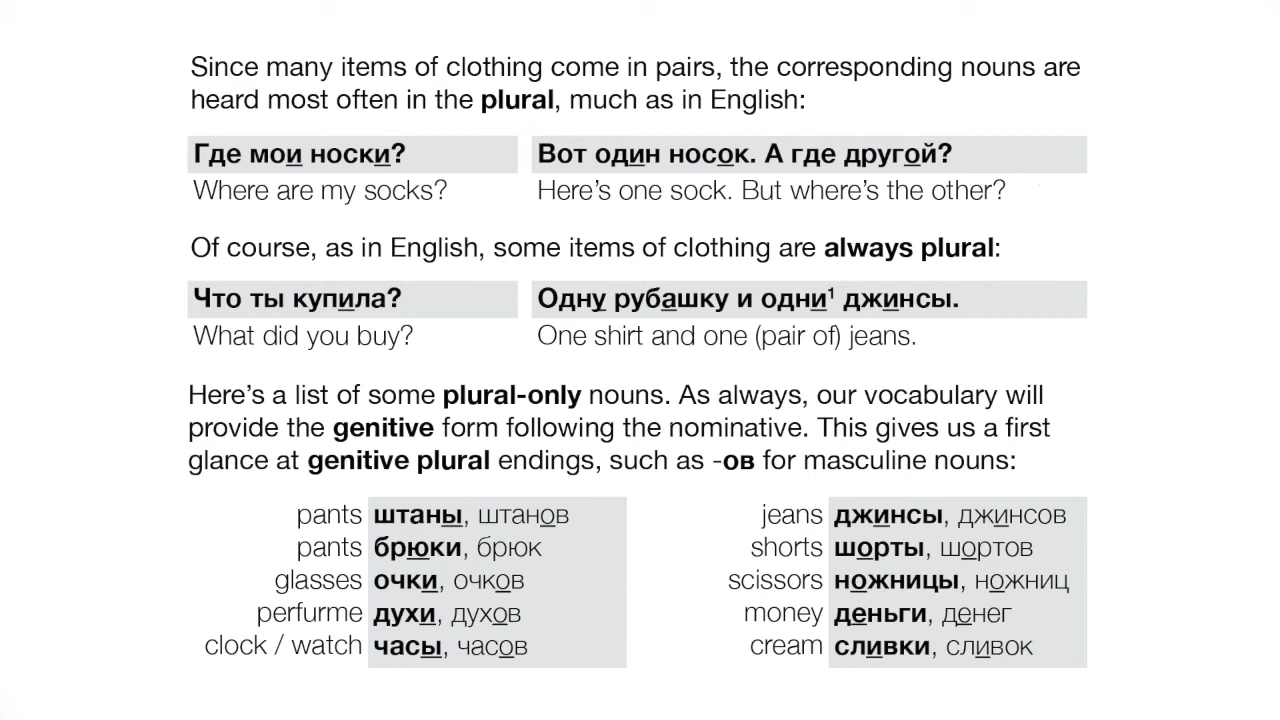 Since many items of clothing come in pairs, the corresponding nouns are
heard most often in the plural, much as in English:
Где мои носки?
Where are my socks?
Вот один носок. А где другой?
Here's one sock. But where's the other?
Of course, as in English, some items of clothing are always plural:
Что ты купила?
What did you buy?
Одну рубашку и одни¹ джинсы.
One shirt and one (pair of) jeans.
Here's a list of some plural-only nouns. As always, our vocabulary will
provide the genitive form following the nominative. This gives us a first
glance at genitive plural endings, such as -ов for masculine nouns:
pants штаны, штанов
pants брюки, брюк
glasses очки, очков
perfurme духи, духов
clock / watch часы, часов
jeans джинсы, джинсов
shorts шорты, шортов
scissors ножницы, ножниц
money деньги, денег
cream сливки, сливок